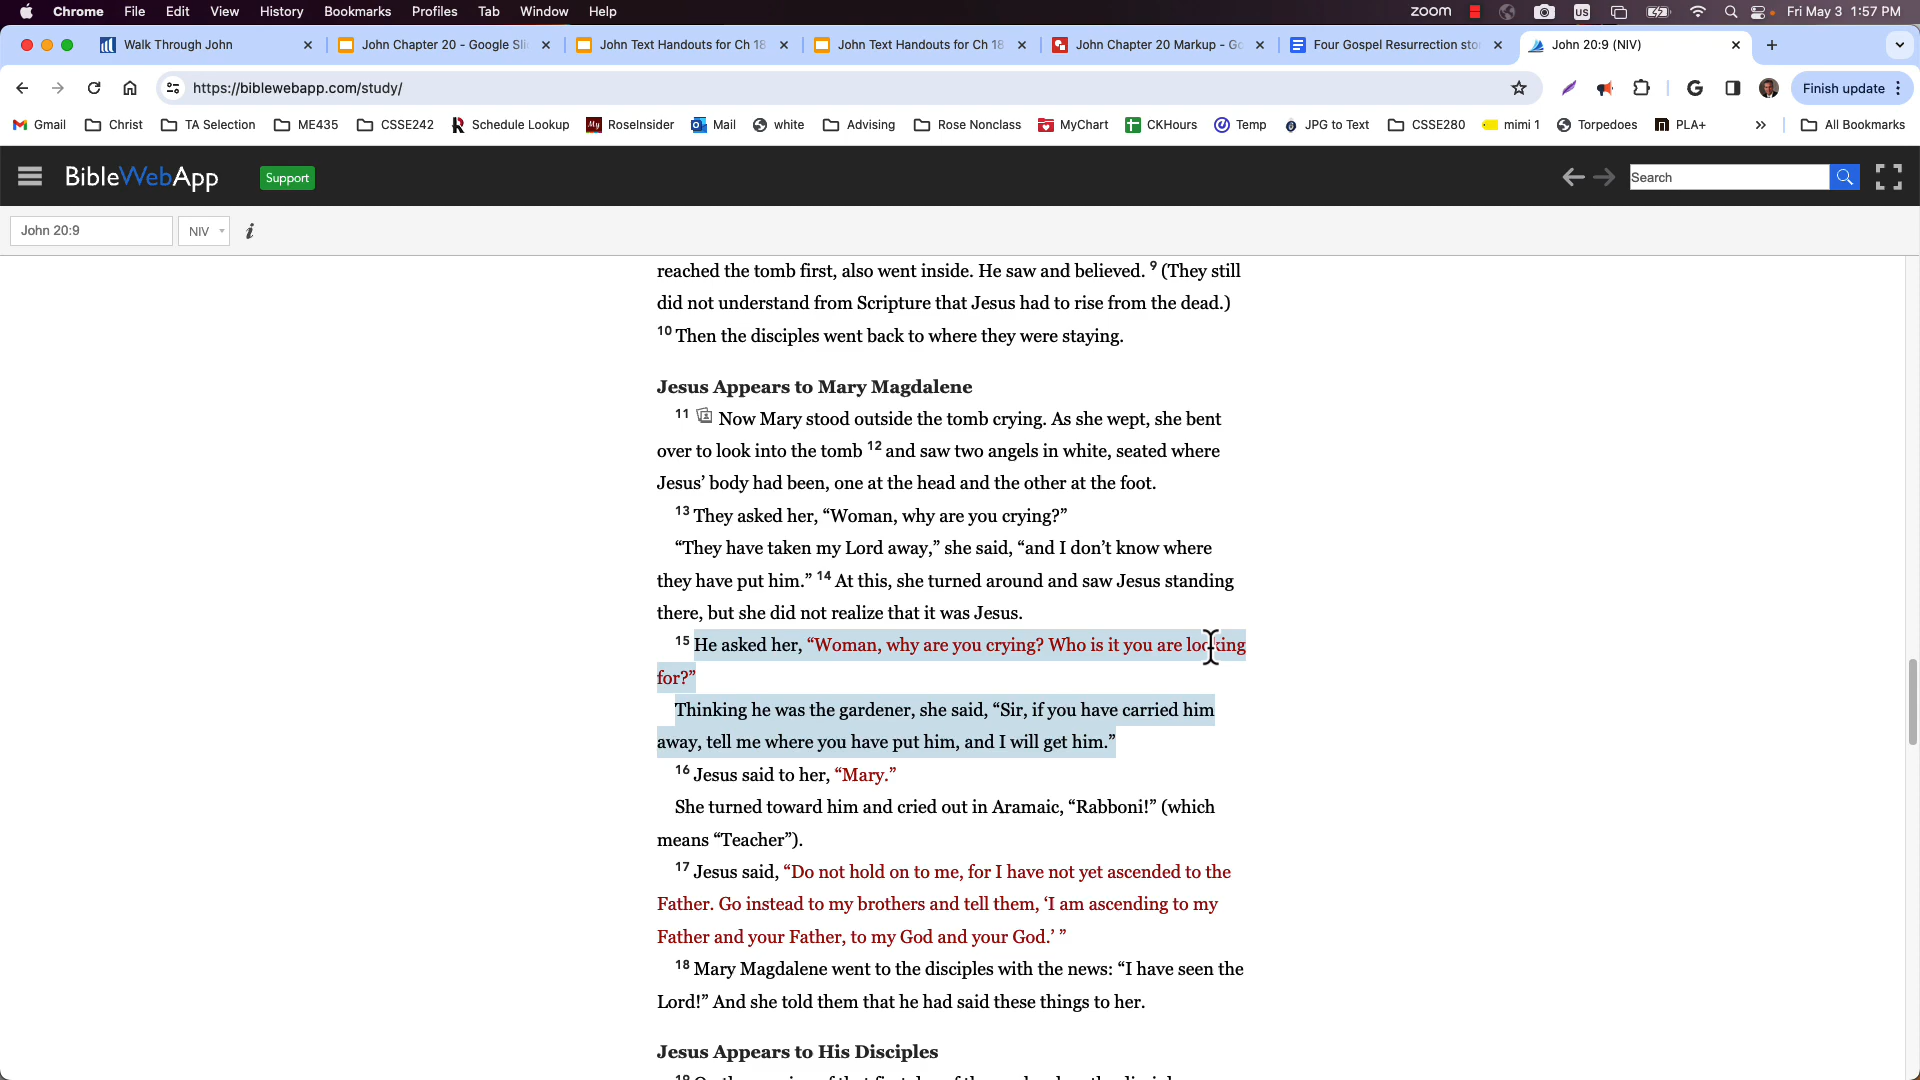 Chrome File Edit View History Bookmarks Profiles Tab Window Help zoom US Fri May 3 1:57 PM
Walk Through John John Chapter 20 - Google Sli John Text Handouts for Ch 18 John Text Handouts for Ch 18 John Chapter 20 Markup - Go Four Gospel Resurrection sto John 20:9 (NIV)
https://biblewebapp.com/study/ Finish update
Gmail Christ TA Selection ME435 CSSE242 Schedule Lookup My RoseInsider Mail white Advising Rose Nonclass MyChart CKHours Temp JPG to Text CSSE280 mimi 1 Torpedoes PLA+ » All Bookmarks
BibleWebApp Support Search
John 20:9 NIV i
reached the tomb first, also went inside. He saw and believed. 9 (They still
did not understand from Scripture that Jesus had to rise from the dead.)
10 Then the disciples went back to where they were staying.
Jesus Appears to Mary Magdalene
11 Now Mary stood outside the tomb crying. As she wept, she bent
over to look into the tomb 12 and saw two angels in white, seated where
Jesus’ body had been, one at the head and the other at the foot.
13 They asked her, “Woman, why are you crying?”
“They have taken my Lord away,” she said, “and I don’t know where
they have put him.” 14 At this, she turned around and saw Jesus standing
there, but she did not realize that it was Jesus.
15 He asked her, “Woman, why are you crying? Who is it you are looking
for?”
Thinking he was the gardener, she said, “Sir, if you have carried him
away, tell me where you have put him, and I will get him.”
16 Jesus said to her, “Mary.”
She turned toward him and cried out in Aramaic, “Rabboni!” (which
means “Teacher”).
17 Jesus said, “Do not hold on to me, for I have not yet ascended to the
Father. Go instead to my brothers and tell them, ‘I am ascending to my
Father and your Father, to my God and your God.’ ”
18 Mary Magdalene went to the disciples with the news: “I have seen the
Lord!” And she told them that he had said these things to her.
Jesus Appears to His Disciples